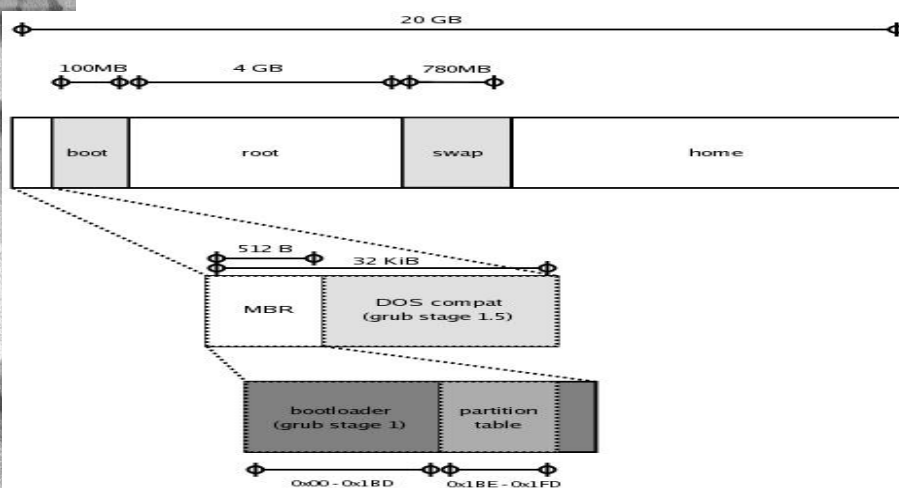 20 GB
100MB 4 GB 780MB
boot root swap home
512 B
32 KiB
MBR DOS compat
(grub stage 1.5)
bootloader partition
(grub stage 1) table
0x00-0x1BD 0x1BE-0x1FD